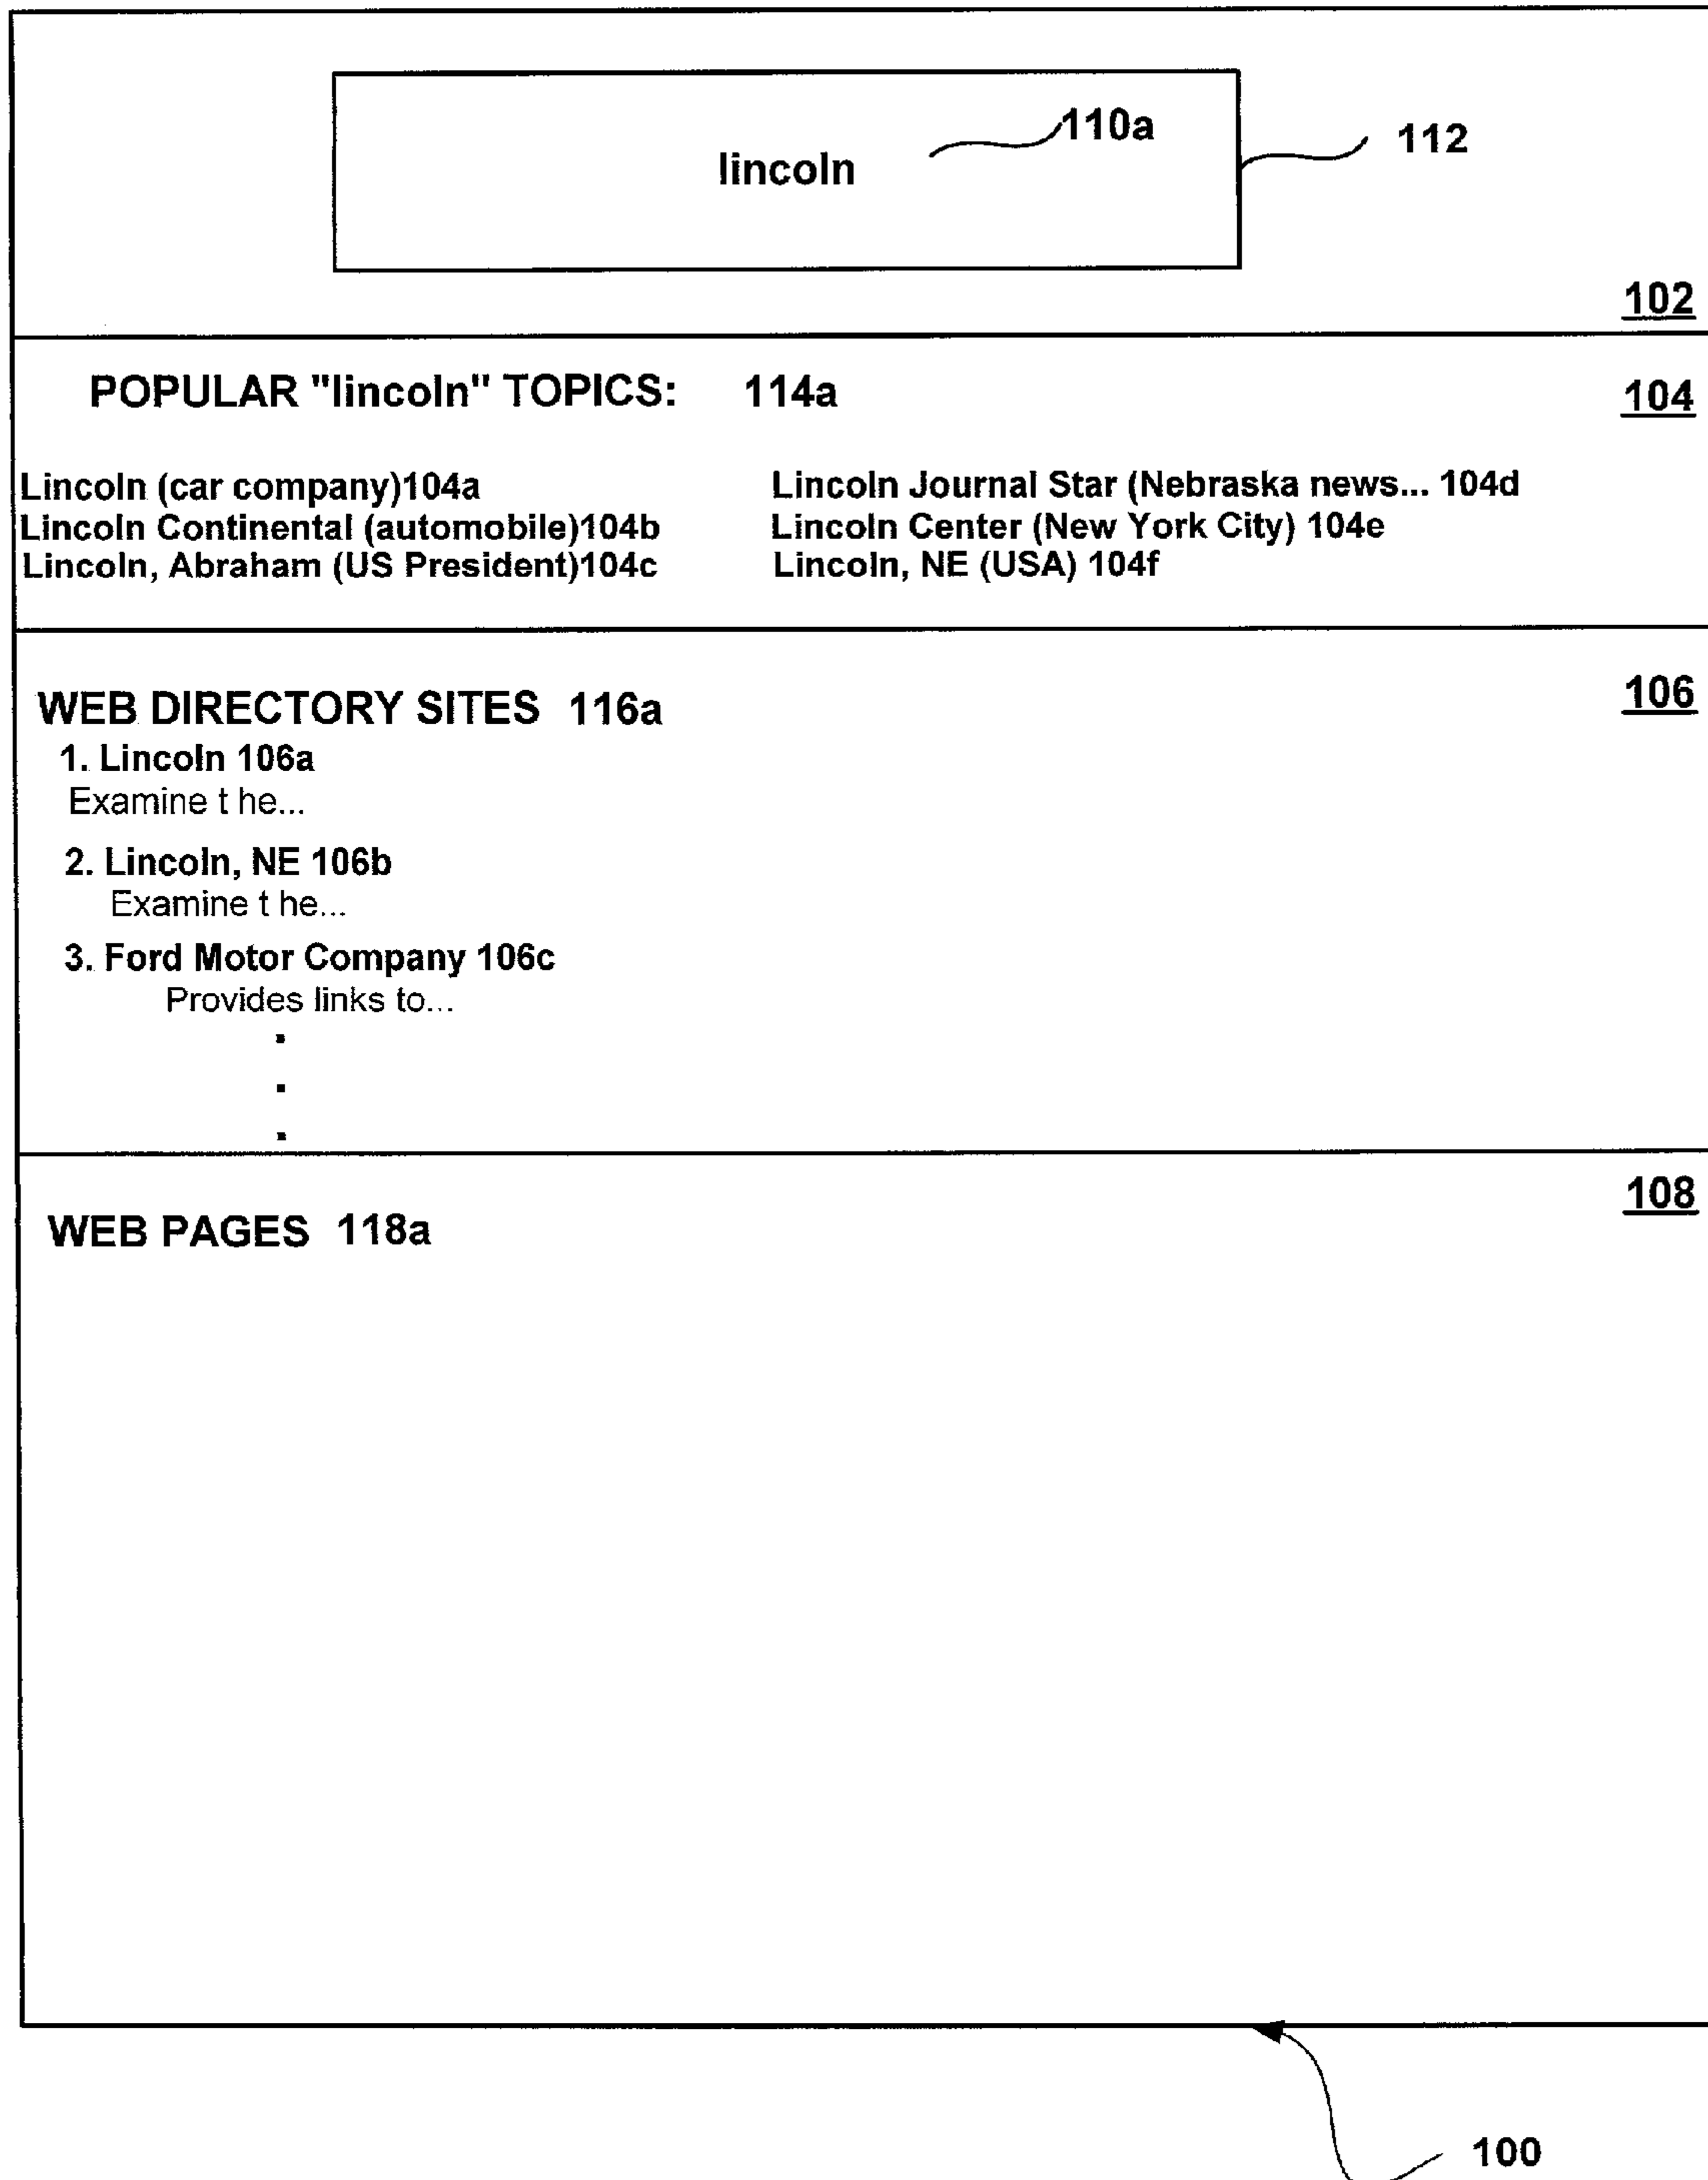 lincoln 110a
112
102
POPULAR "lincoln" TOPICS: 114a
104
Lincoln (car company)104a
Lincoln Continental (automobile)104b
Lincoln, Abraham (US President)104c
Lincoln Journal Star (Nebraska news... 104d
Lincoln Center (New York City) 104e
Lincoln, NE (USA) 104f
WEB DIRECTORY SITES 116a
106
1. Lincoln 106a
Examine t he...
2. Lincoln, NE 106b
Examine t he...
3. Ford Motor Company 106c
Provides links to...
108
WEB PAGES 118a
100